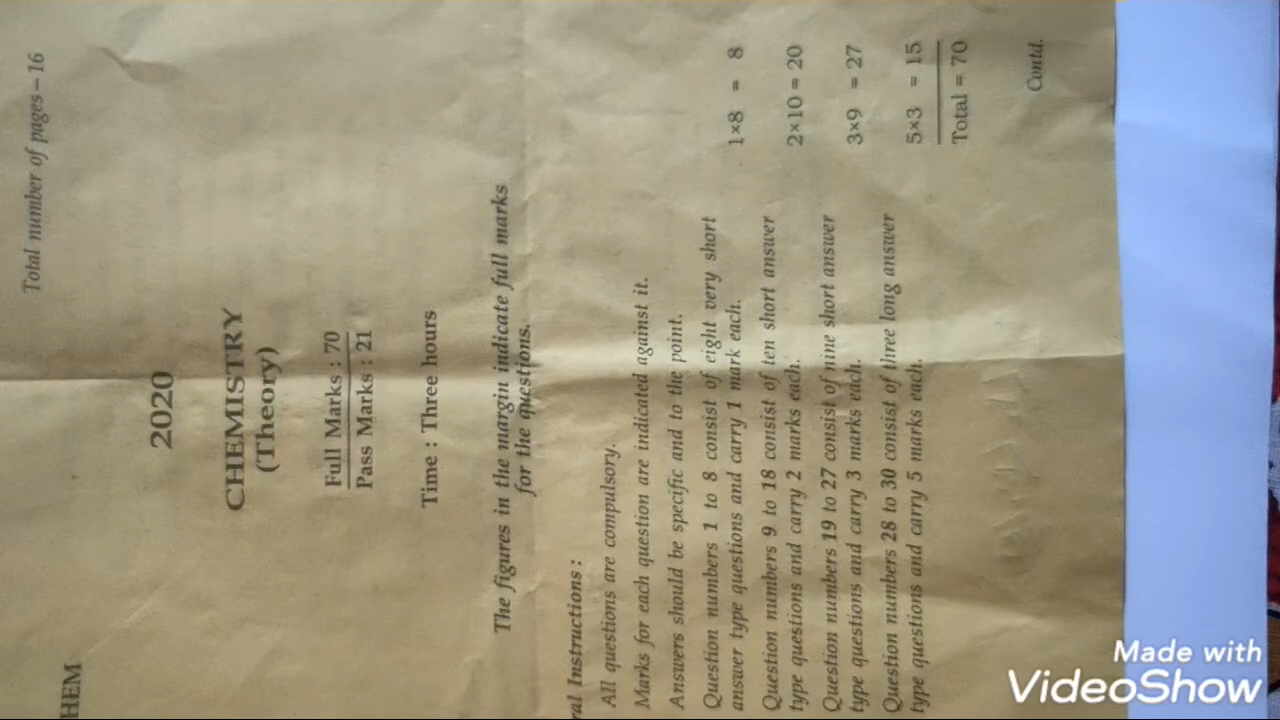 HEM
Total number of pages – 16
2020
CHEMISTRY
(Theory)
Full Marks : 70
Pass Marks : 21
Time : Three hours
The figures in the margin indicate full marks
for the questions.
ral Instructions :
All questions are compulsory.
Marks for each question are indicated against it.
Answers should be specific and to the point.
Question numbers 1 to 8 consist of eight very short
answer type questions and carry 1 mark each. 1×8 = 8
Question numbers 9 to 18 consist of ten short answer
type questions and carry 2 marks each. 2×10 = 20
Question numbers 19 to 27 consist of nine short answer
type questions and carry 3 marks each. 3×9 = 27
Question numbers 28 to 30 consist of three long answer
type questions and carry 5 marks each. 5×3 = 15
Total = 70
Contd.
Made with
VideoShow